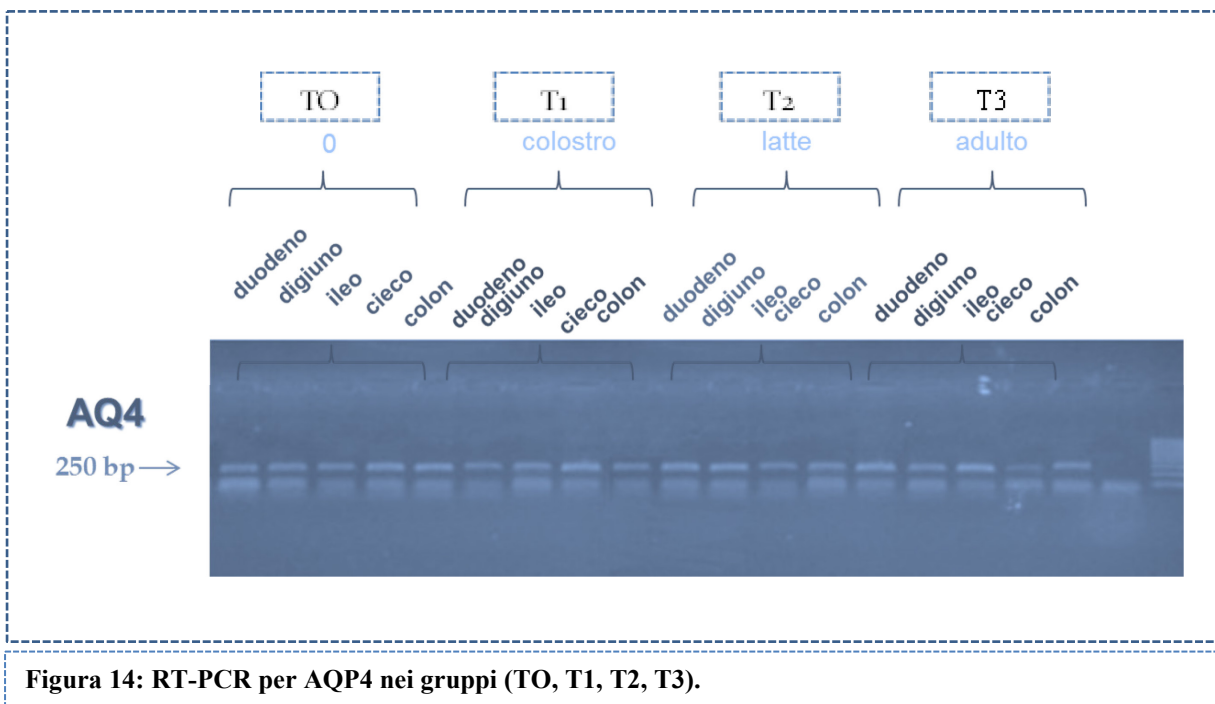 TO T1 T2 T3
0 colostro latte adulto
duodeno digiuno ileo cieco colon duodeno digiuno ileo cieco colon duodeno digiuno ileo cieco colon duodeno digiuno ileo cieco colon
AQ4
250 bp→
Figura 14: RT-PCR per AQP4 nei gruppi (TO, T1, T2, T3).